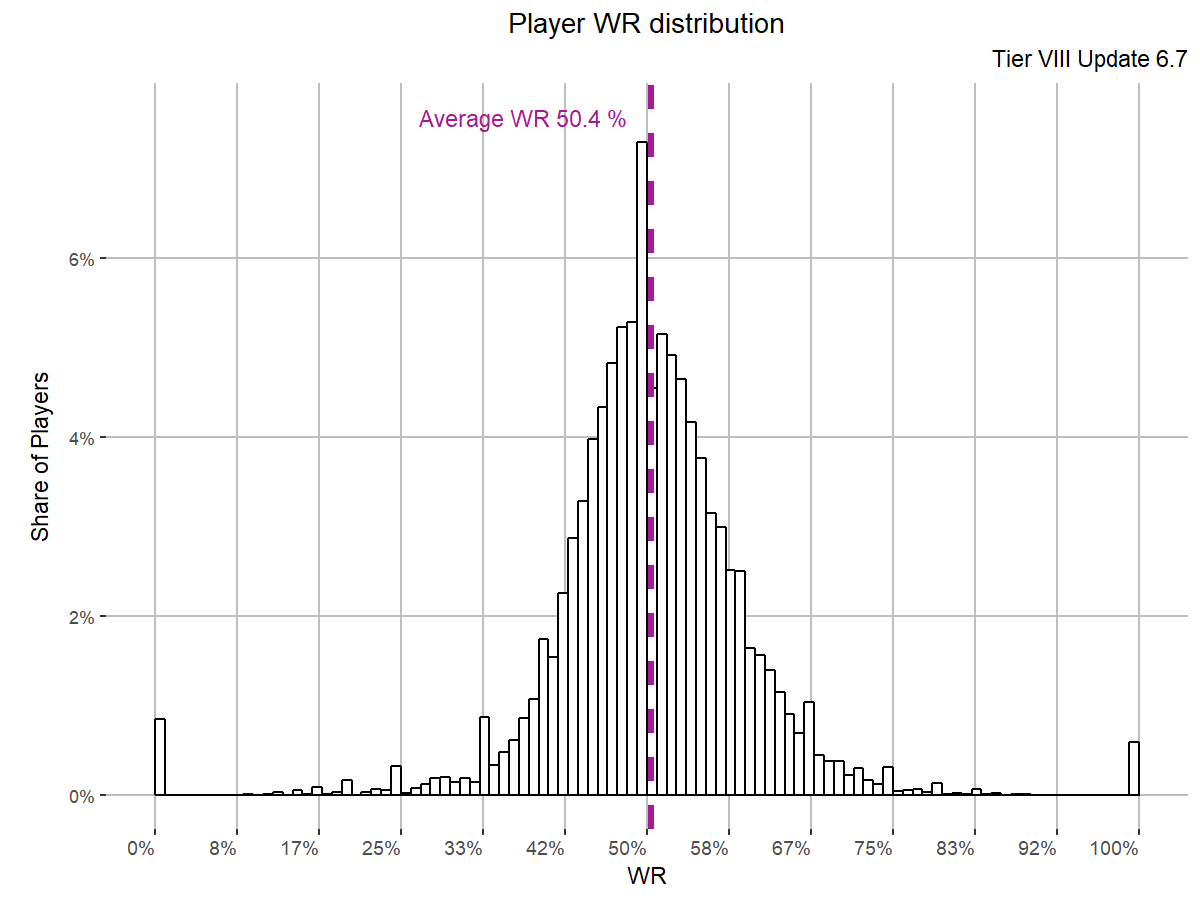 Player WR distribution
Tier VIII Update 6.7
Average WR 50.4 %
6%
4%
2%
0%
Share of Players
0% 8% 17% 25% 33% 42% 50% 58% 67% 75% 83% 92% 100%
WR